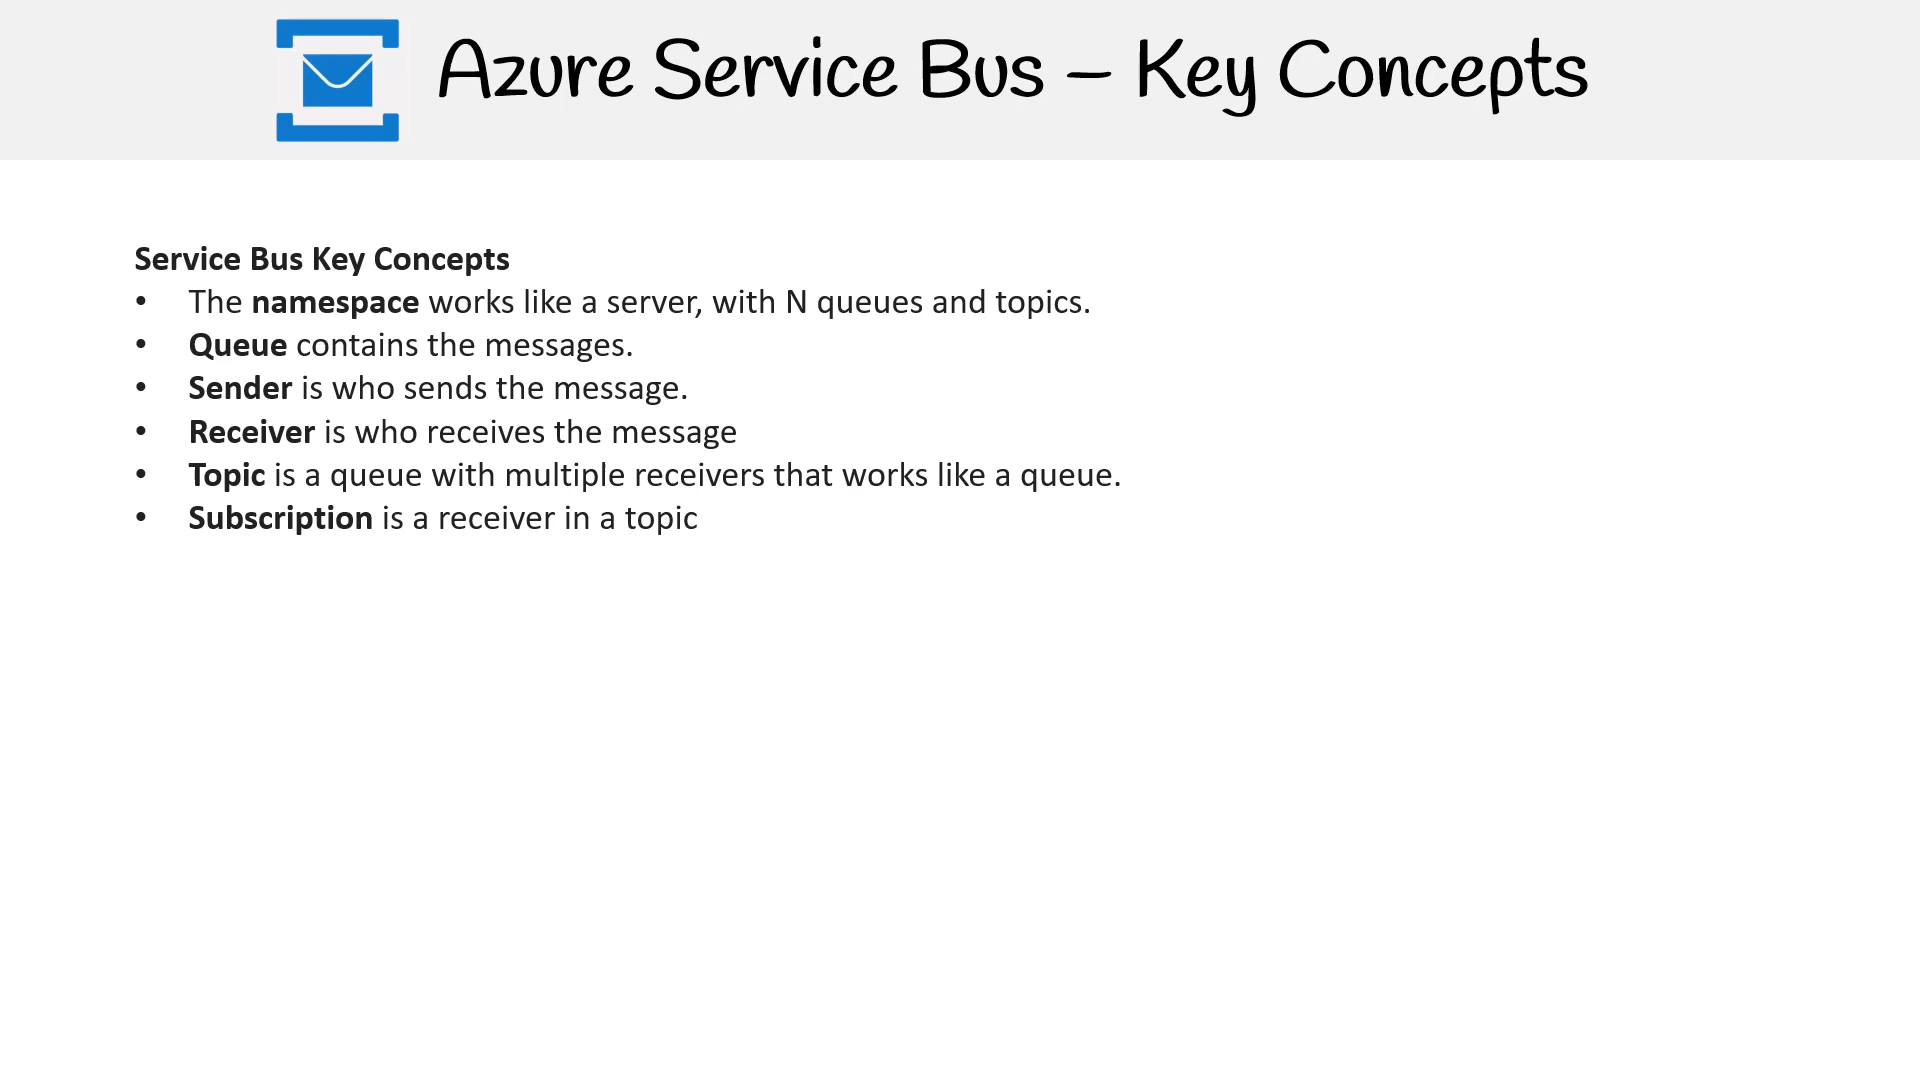 Azure Service Bus – Key Concepts
Service Bus Key Concepts
• The namespace works like a server, with N queues and topics.
• Queue contains the messages.
• Sender is who sends the message.
• Receiver is who receives the message
• Topic is a queue with multiple receivers that works like a queue.
• Subscription is a receiver in a topic